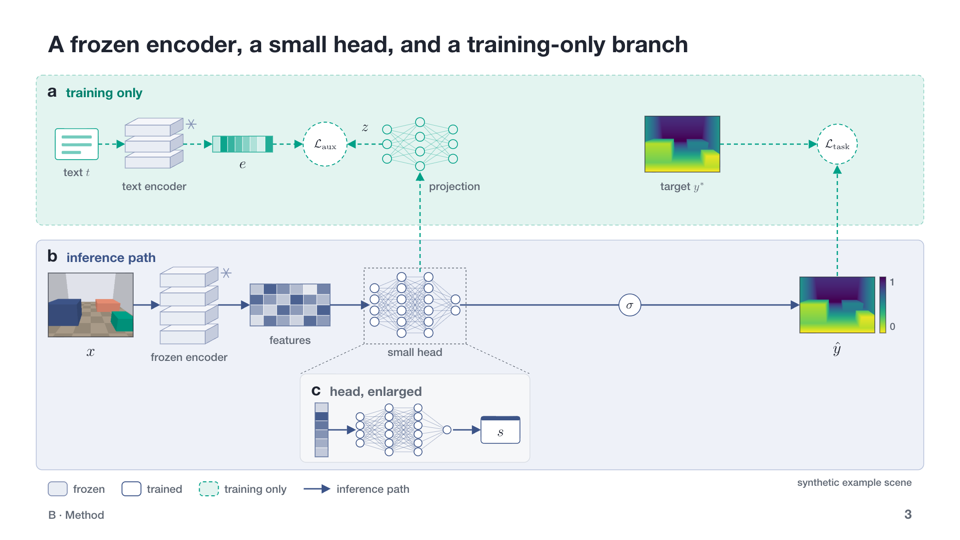 A frozen encoder, a small head, and a training-only branch
a training only
text t
text encoder
e
ℒaux
z
projection
target y*
ℒtask
b inference path
x
frozen encoder
features
small head
σ
1
0
ŷ
c head, enlarged
s
frozen
trained
training only
inference path
synthetic example scene
B · Method
3